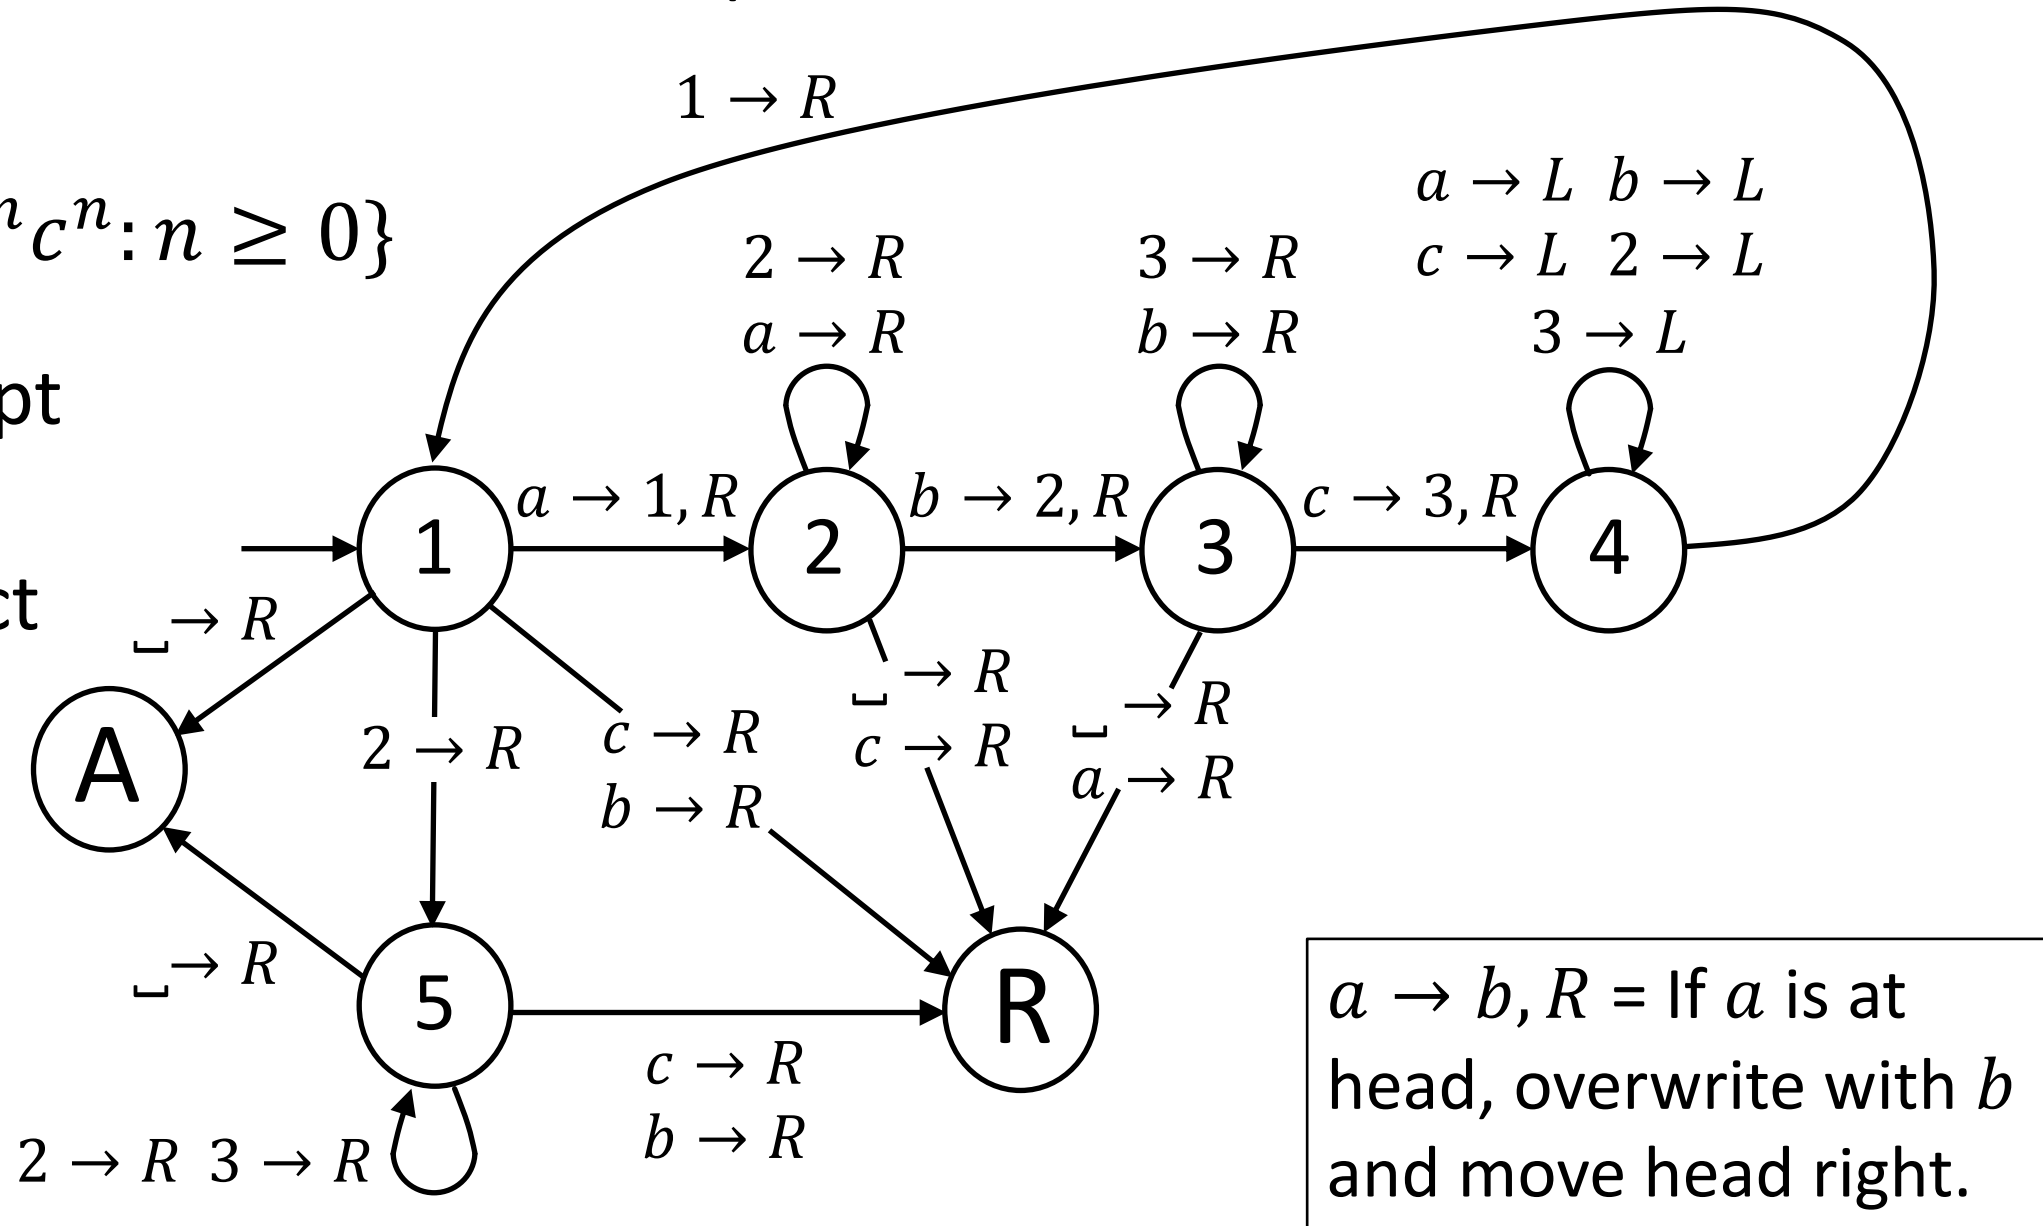 1 → R
ⁿcⁿ: n ≥ 0}
a → L b → L
c → L 2 → L
3 → L
2 → R
a → R
3 → R
b → R
pt
1
a → 1, R
2
b → 2, R
3
c → 3, R
4
ct
␣ → R
A
2 → R
c → R
b → R
␣ → R
c → R
␣ → R
a → R
␣ → R
5
c → R
b → R
R
2 → R 3 → R
a → b, R = If a is at
head, overwrite with b
and move head right.